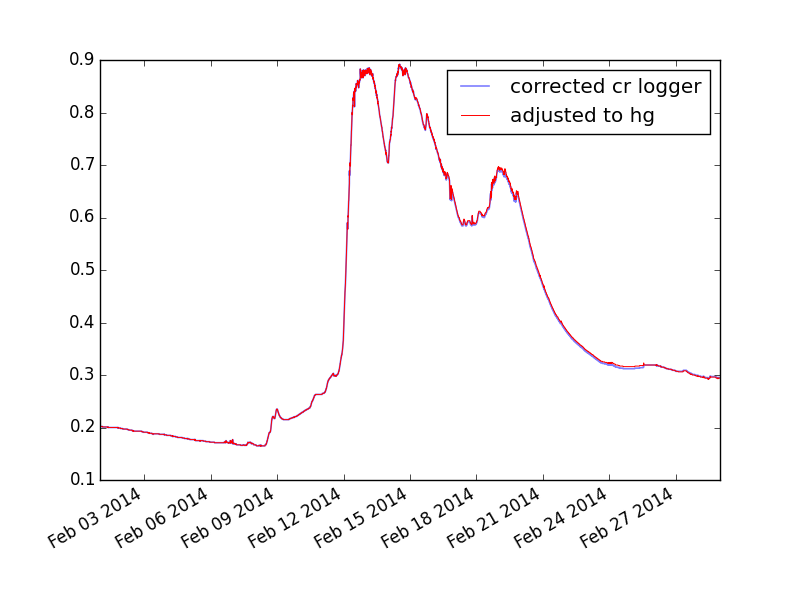 0.9
0.8
0.7
0.6
0.5
0.4
0.3
0.2
0.1
corrected cr logger
adjusted to hg
Feb 03 2014
Feb 06 2014
Feb 09 2014
Feb 12 2014
Feb 15 2014
Feb 18 2014
Feb 21 2014
Feb 24 2014
Feb 27 2014